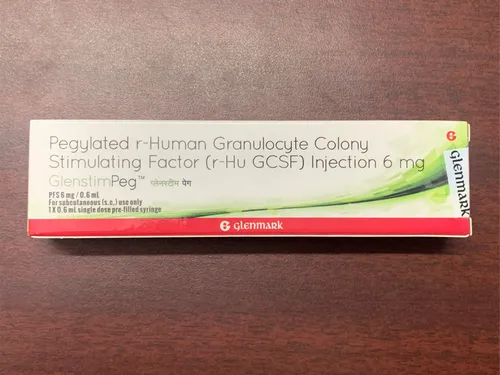 Pegylated r-Human Granulocyte Colony
Stimulating Factor (r-Hu GCSF) Injection 6 mg
GlenstimPeg™ ग्लेनस्टीम पेग
PFS 6 mg / 0.6 mL
For subcutaneous (s.c.) use only
1 X 0.6 mL single dose pre-filled syringe
Glenmark
Glenmark